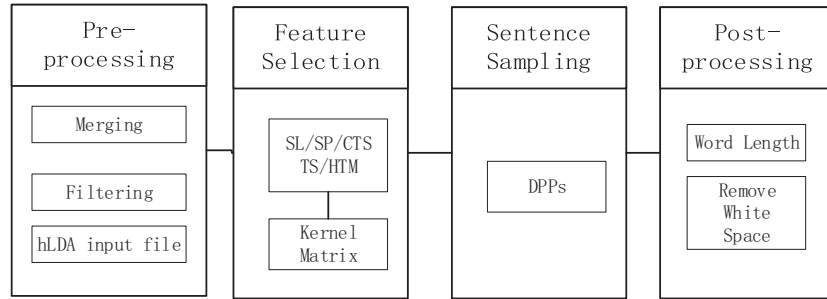 Pre-
processing
Merging
Filtering
hLDA input file
Feature
Selection
SL/SP/CTS
TS/HTM
Kernel
Matrix
Sentence
Sampling
DPPs
Post-
processing
Word Length
Remove
White
Space